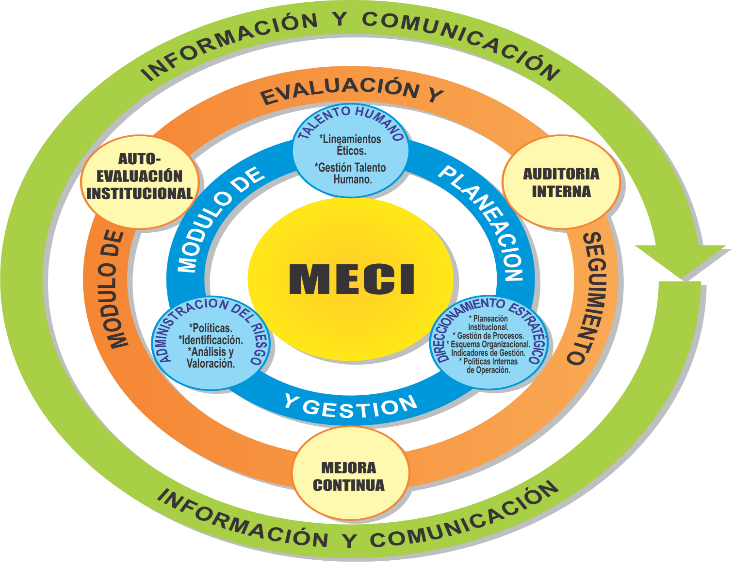 INFORMACIÓN Y COMUNICACIÓN
MODULO DE EVALUACIÓN Y SEGUIMIENTO
AUTO-
EVALUACIÓN
INSTITUCIONAL
AUDITORIA
INTERNA
MEJORA
CONTINUA
MODULO DE PLANEACION Y GESTION
TALENTO HUMANO
*Lineamientos
Éticos.
*Gestión Talento
Humano.
ADMINISTRACION DEL RIESGO
*Políticas.
*Identificación.
*Análisis y
Valoración.
DIRECCIONAMIENTO ESTRATÉGICO
* Planeación
institucional.
* Gestión de Procesos.
* Esquema Organizacional.
Indicadores de Gestión.
* Políticas Internas
de Operación.
MECI
INFORMACIÓN Y COMUNICACIÓN